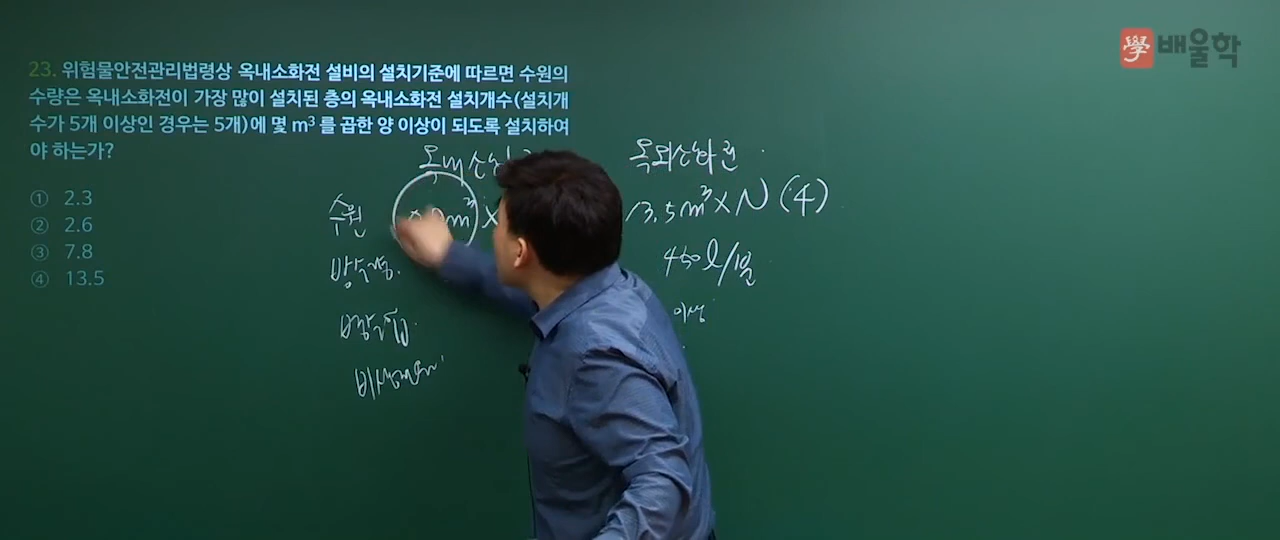 學 배울학
23. 위험물안전관리법령상 옥내소화전 설비의 설치기준에 따르면 수원의
수량은 옥내소화전이 가장 많이 설치된 층의 옥내소화전 설치개수(설치개
수가 5개 이상인 경우는 5개)에 몇 m³ 를 곱한 양 이상이 되도록 설치하여
야 하는가?
① 2.3
② 2.6
③ 7.8
④ 13.5
옥내소화 옥외소화전
수원 m³ × 13.5m³ × N (4)
450ℓ/1분
이상